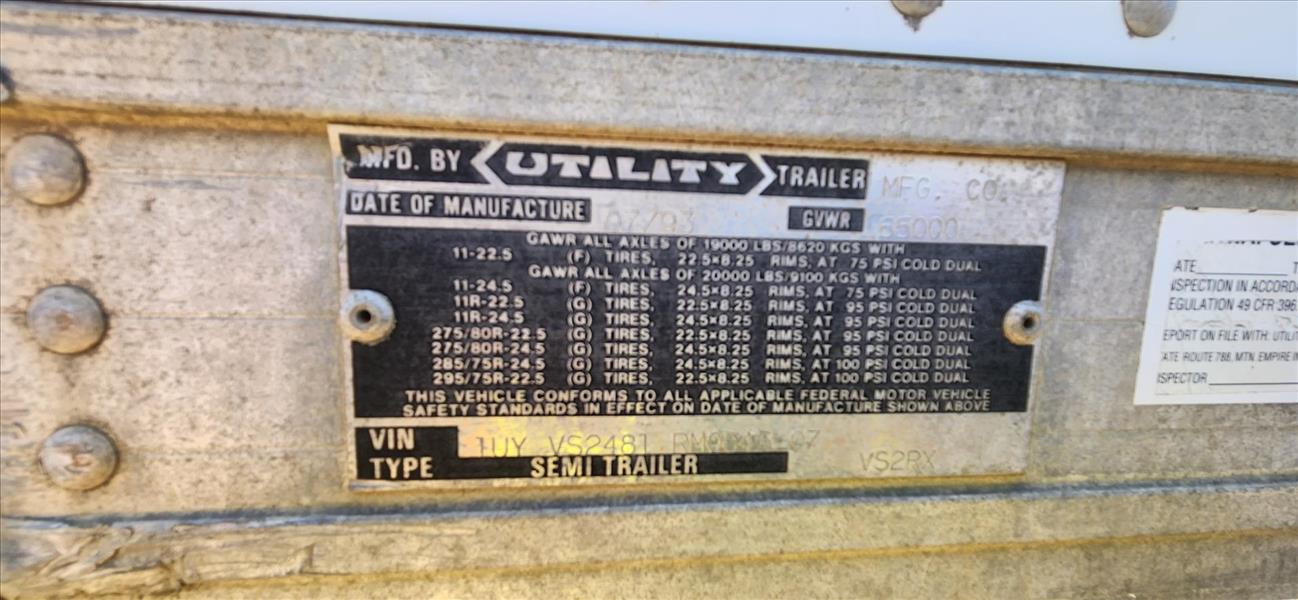 MFD. BY UTILITY TRAILER MFG. CO.
DATE OF MANUFACTURE 07/93 GVWR
GAWR ALL AXLES OF 19000 LBS/8620 KGS WITH
11-22.5 (F) TIRES, 22.5×8.25 RIMS, AT 75 PSI COLD DUAL
GAWR ALL AXLES OF 20000 LBS/9100 KGS WITH
11-24.5 (F) TIRES, 24.5×8.25 RIMS, AT 75 PSI COLD DUAL
11R-22.5 (G) TIRES, 22.5×8.25 RIMS, AT 95 PSI COLD DUAL
11R-24.5 (G) TIRES, 24.5×8.25 RIMS, AT 95 PSI COLD DUAL
275/80R-22.5 (G) TIRES, 22.5×8.25 RIMS, AT 95 PSI COLD DUAL
275/80R-24.5 (G) TIRES, 24.5×8.25 RIMS, AT 95 PSI COLD DUAL
285/75R-24.5 (G) TIRES, 24.5×8.25 RIMS, AT 100 PSI COLD DUAL
295/75R-22.5 (G) TIRES, 22.5×8.25 RIMS, AT 100 PSI COLD DUAL
THIS VEHICLE CONFORMS TO ALL APPLICABLE FEDERAL MOTOR VEHICLE
SAFETY STANDARDS IN EFFECT ON DATE OF MANUFACTURE SHOWN ABOVE
VIN 1UY VS2481
TYPE SEMI TRAILER VS2RX
ATE
NSPECTION IN ACCORDA
EGULATION 49 CFR 396.
EPORT ON FILE WITH: UTILI
ATE ROUTE 788, MTN. EMPIRE IN
NSPECTOR